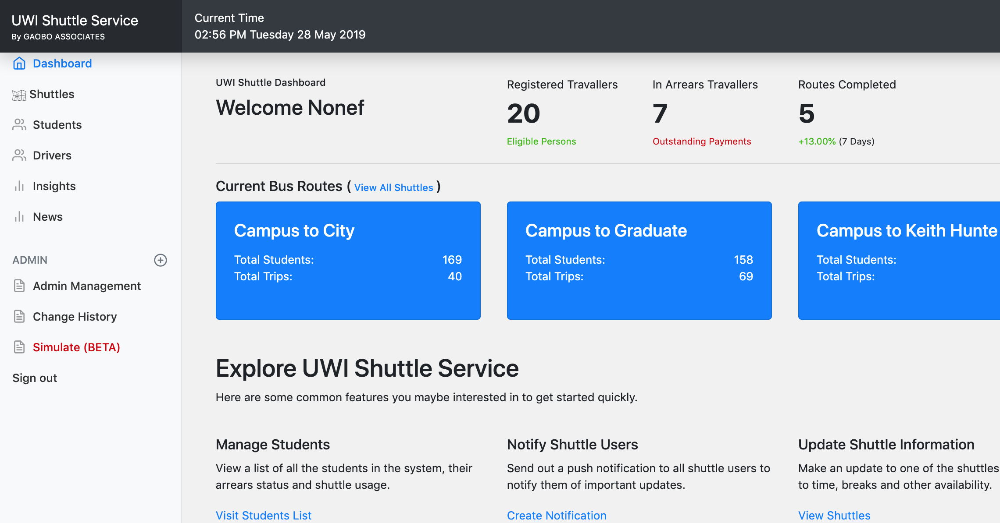 UWI Shuttle Service
By GAOBO ASSOCIATES
Current Time
02:56 PM Tuesday 28 May 2019
Dashboard
Shuttles
Students
Drivers
Insights
News
ADMIN
Admin Management
Change History
Simulate (BETA)
Sign out
UWI Shuttle Dashboard
Welcome Nonef
Registered Travallers
20
Eligible Persons
In Arrears Travallers
7
Outstanding Payments
Routes Completed
5
+13.00% (7 Days)
Current Bus Routes ( View All Shuttles )
Campus to City
Total Students: 169
Total Trips: 40
Campus to Graduate
Total Students: 158
Total Trips: 69
Campus to Keith Hunte
Total Students:
Total Trips:
Explore UWI Shuttle Service
Here are some common features you maybe interested in to get started quickly.
Manage Students
View a list of all the students in the system, their
arrears status and shuttle usage.
Visit Students List
Notify Shuttle Users
Send out a push notification to all shuttle users to
notify them of important updates.
Create Notification
Update Shuttle Information
Make an update to one of the shuttles
to time, breaks and other availability.
View Shuttles